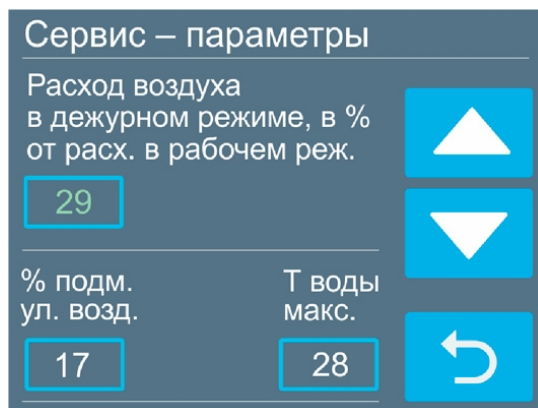 Сервис – параметры
Расход воздуха
в дежурном режиме, в %
от расх. в рабочем реж.
29
% подм.
ул. возд.
17
Т воды
макс.
28